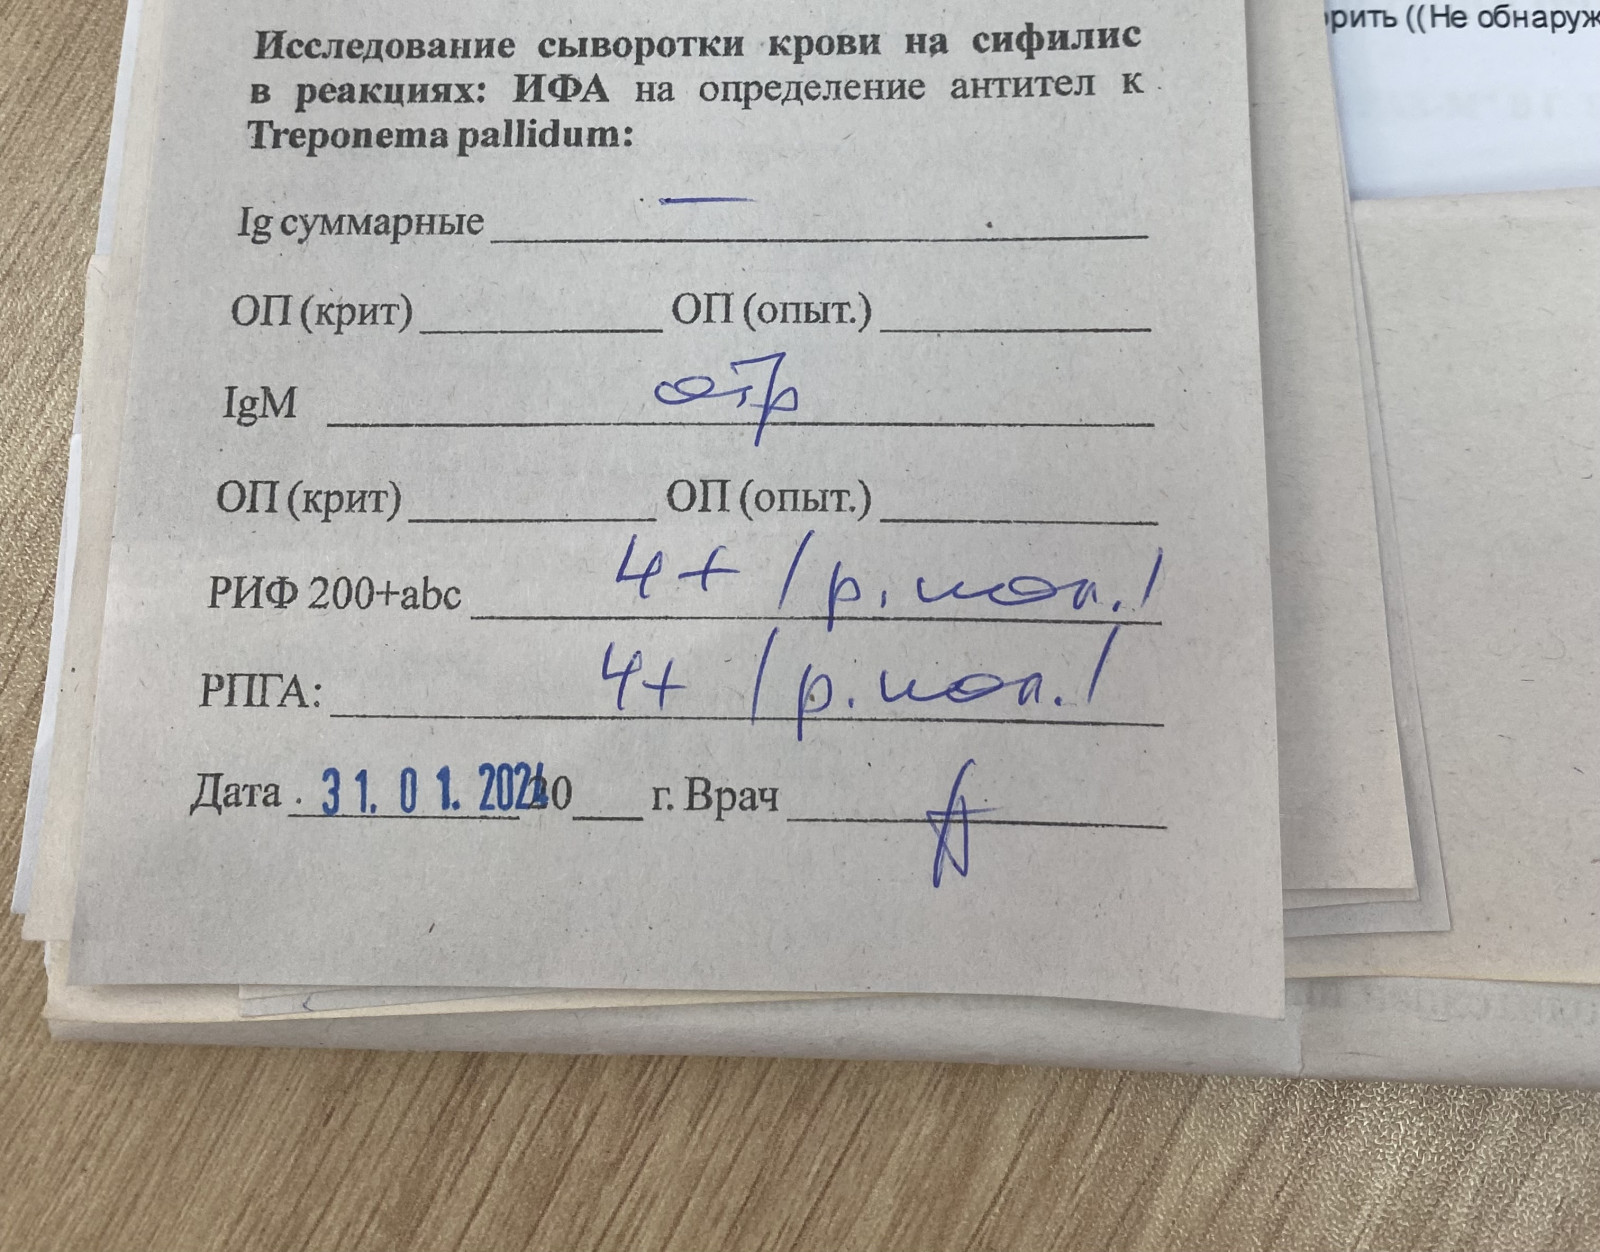 орить ((Не обнаруж
Исследование сыворотки крови на сифилис
в реакциях: ИФА на определение антител к
Treponema pallidum:
Ig суммарные —
ОП (крит) ОП (опыт.)
IgM отр
ОП (крит) ОП (опыт.)
РИФ 200+abc 4+ /р. пол./
РПГА: 4+ /р. пол./
Дата 31. 01. 2024 20 г. Врач